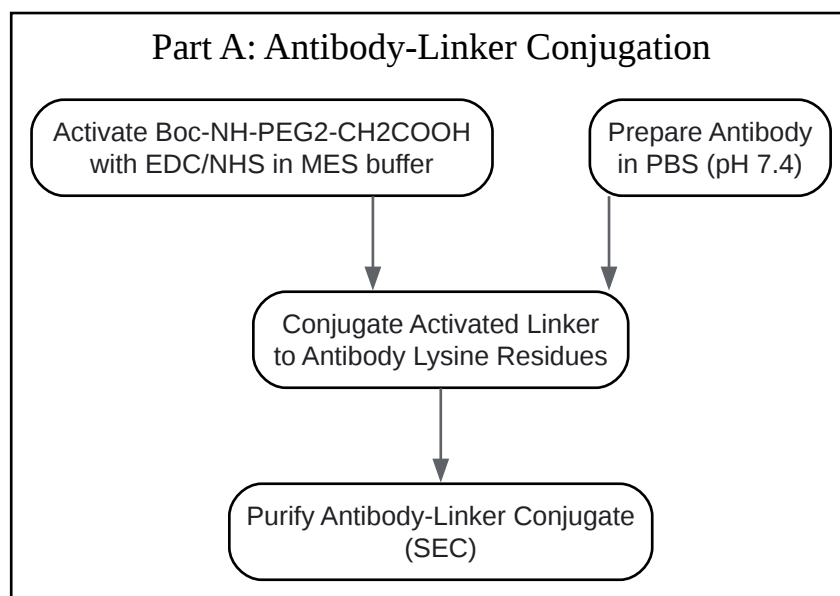 Part A: Antibody-Linker Conjugation
Activate Boc-NH-PEG2-CH2COOH
with EDC/NHS in MES buffer
Prepare Antibody
in PBS (pH 7.4)
Conjugate Activated Linker
to Antibody Lysine Residues
Purify Antibody-Linker Conjugate
(SEC)